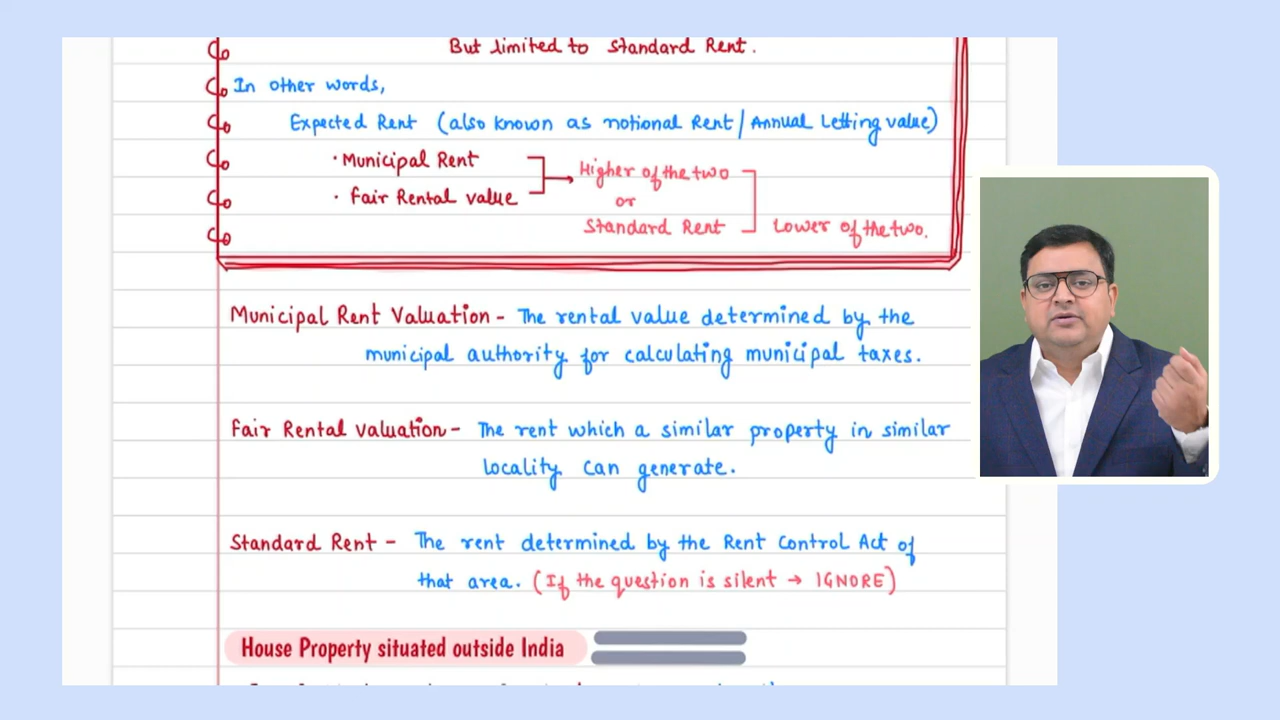 But limited to Standard Rent.
In other words,
Expected Rent (also known as notional Rent / Annual Letting value)
· Municipal Rent
Higher of the two
· Fair Rental value
or
Standard Rent
Lower of the two.
Municipal Rent Valuation - The rental value determined by the
municipal authority for calculating municipal taxes.
Fair Rental valuation - The rent which a similar property in similar
locality can generate.
Standard Rent - The rent determined by the Rent Control Act of
that area. (If the question is silent → IGNORE)
House Property situated outside India